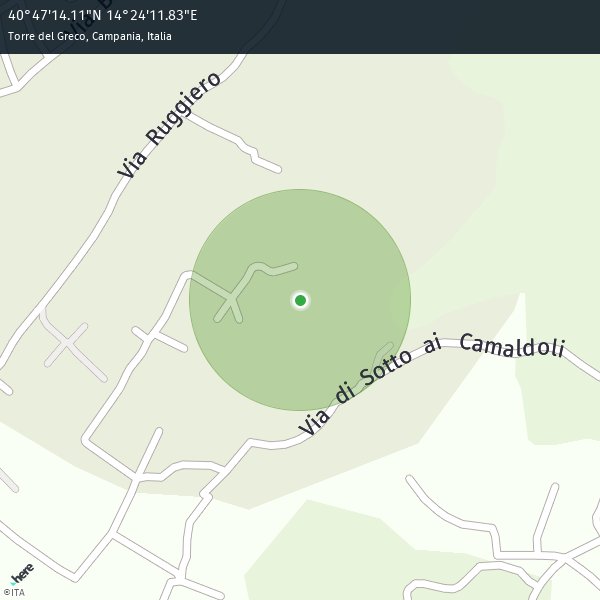 40°47'14.11"N 14°24'11.83"E
Torre del Greco, Campania, Italia
Via Ruggiero
Via di Sotto ai Camaldoli
here
©ITA